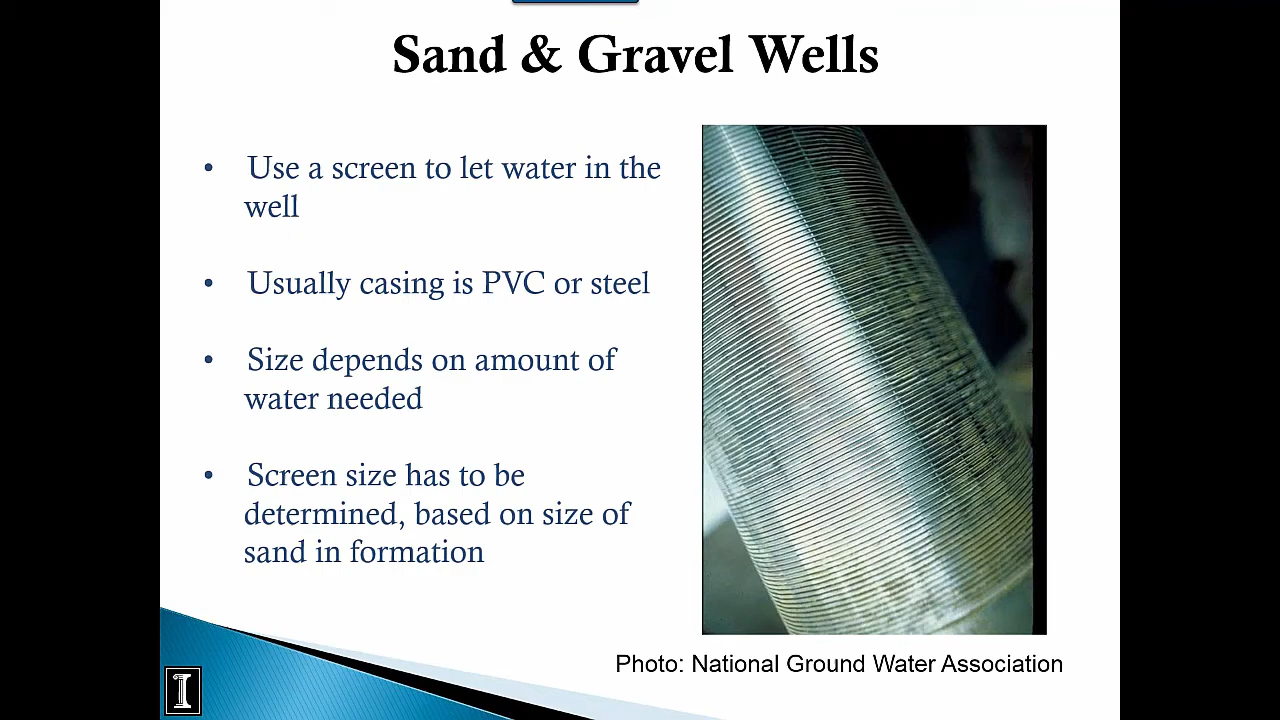 Sand & Gravel Wells
• Use a screen to let water in the
well
• Usually casing is PVC or steel
• Size depends on amount of
water needed
• Screen size has to be
determined, based on size of
sand in formation
Photo: National Ground Water Association
I